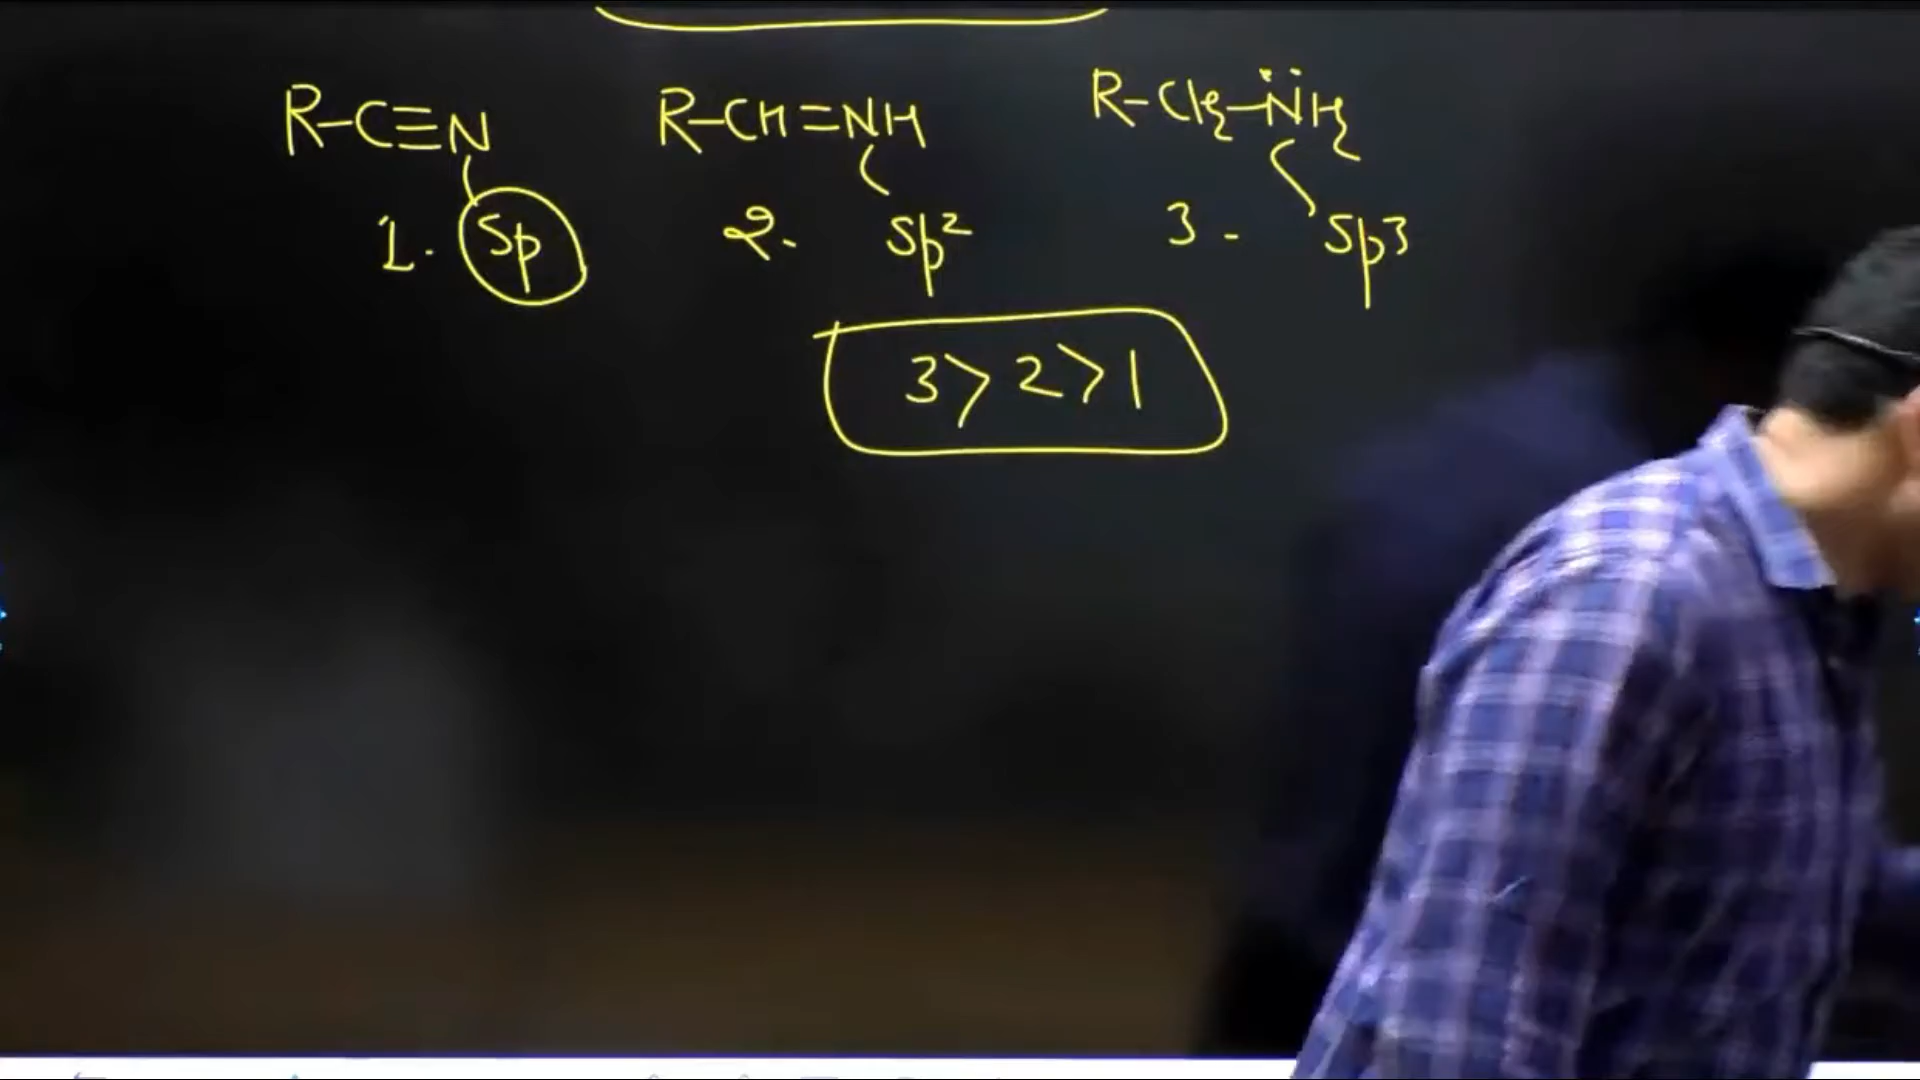 R-C≡N R-CH=NH R-CH₂-N̈H₂
1. Sp 2. Sp² 3- Sp³
3>2>1